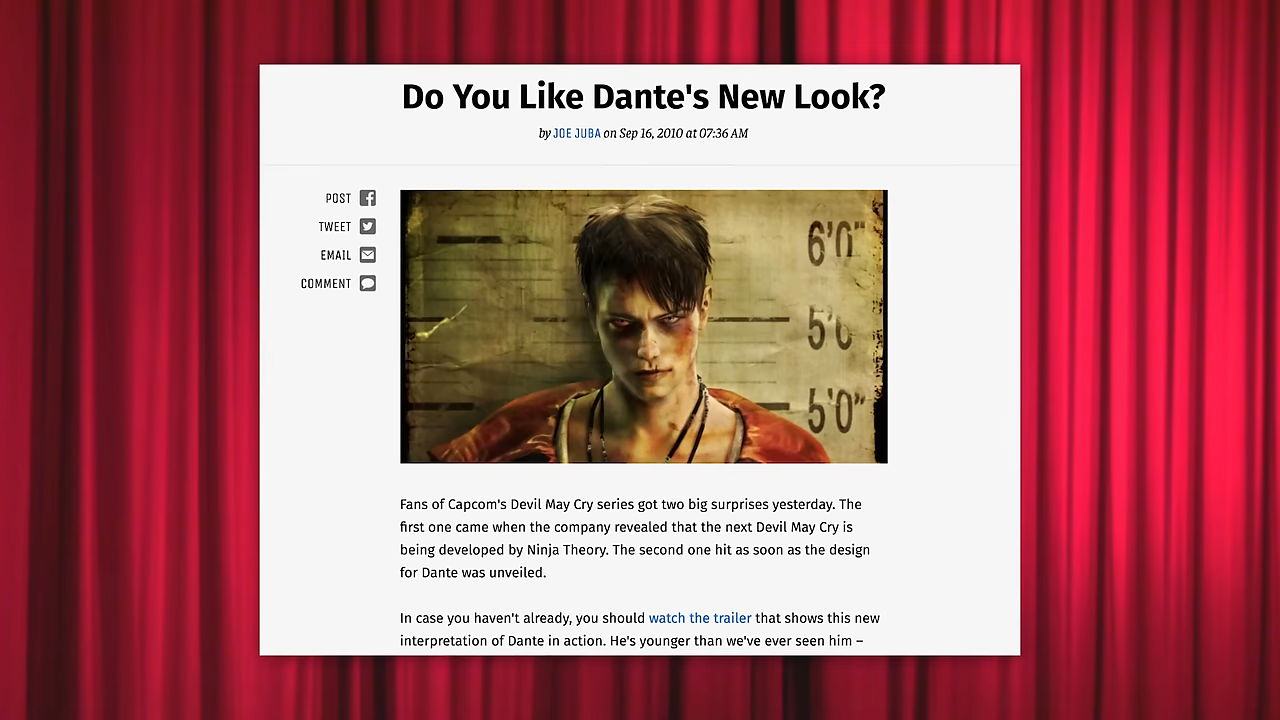 Do You Like Dante's New Look?
by JOE JUBA on Sep 16, 2010 at 07:36 AM
POST
TWEET
EMAIL
COMMENT
6'0"
5'6
5'0"
Fans of Capcom's Devil May Cry series got two big surprises yesterday. The
first one came when the company revealed that the next Devil May Cry is
being developed by Ninja Theory. The second one hit as soon as the design
for Dante was unveiled.
In case you haven't already, you should watch the trailer that shows this new
interpretation of Dante in action. He's younger than we've ever seen him –